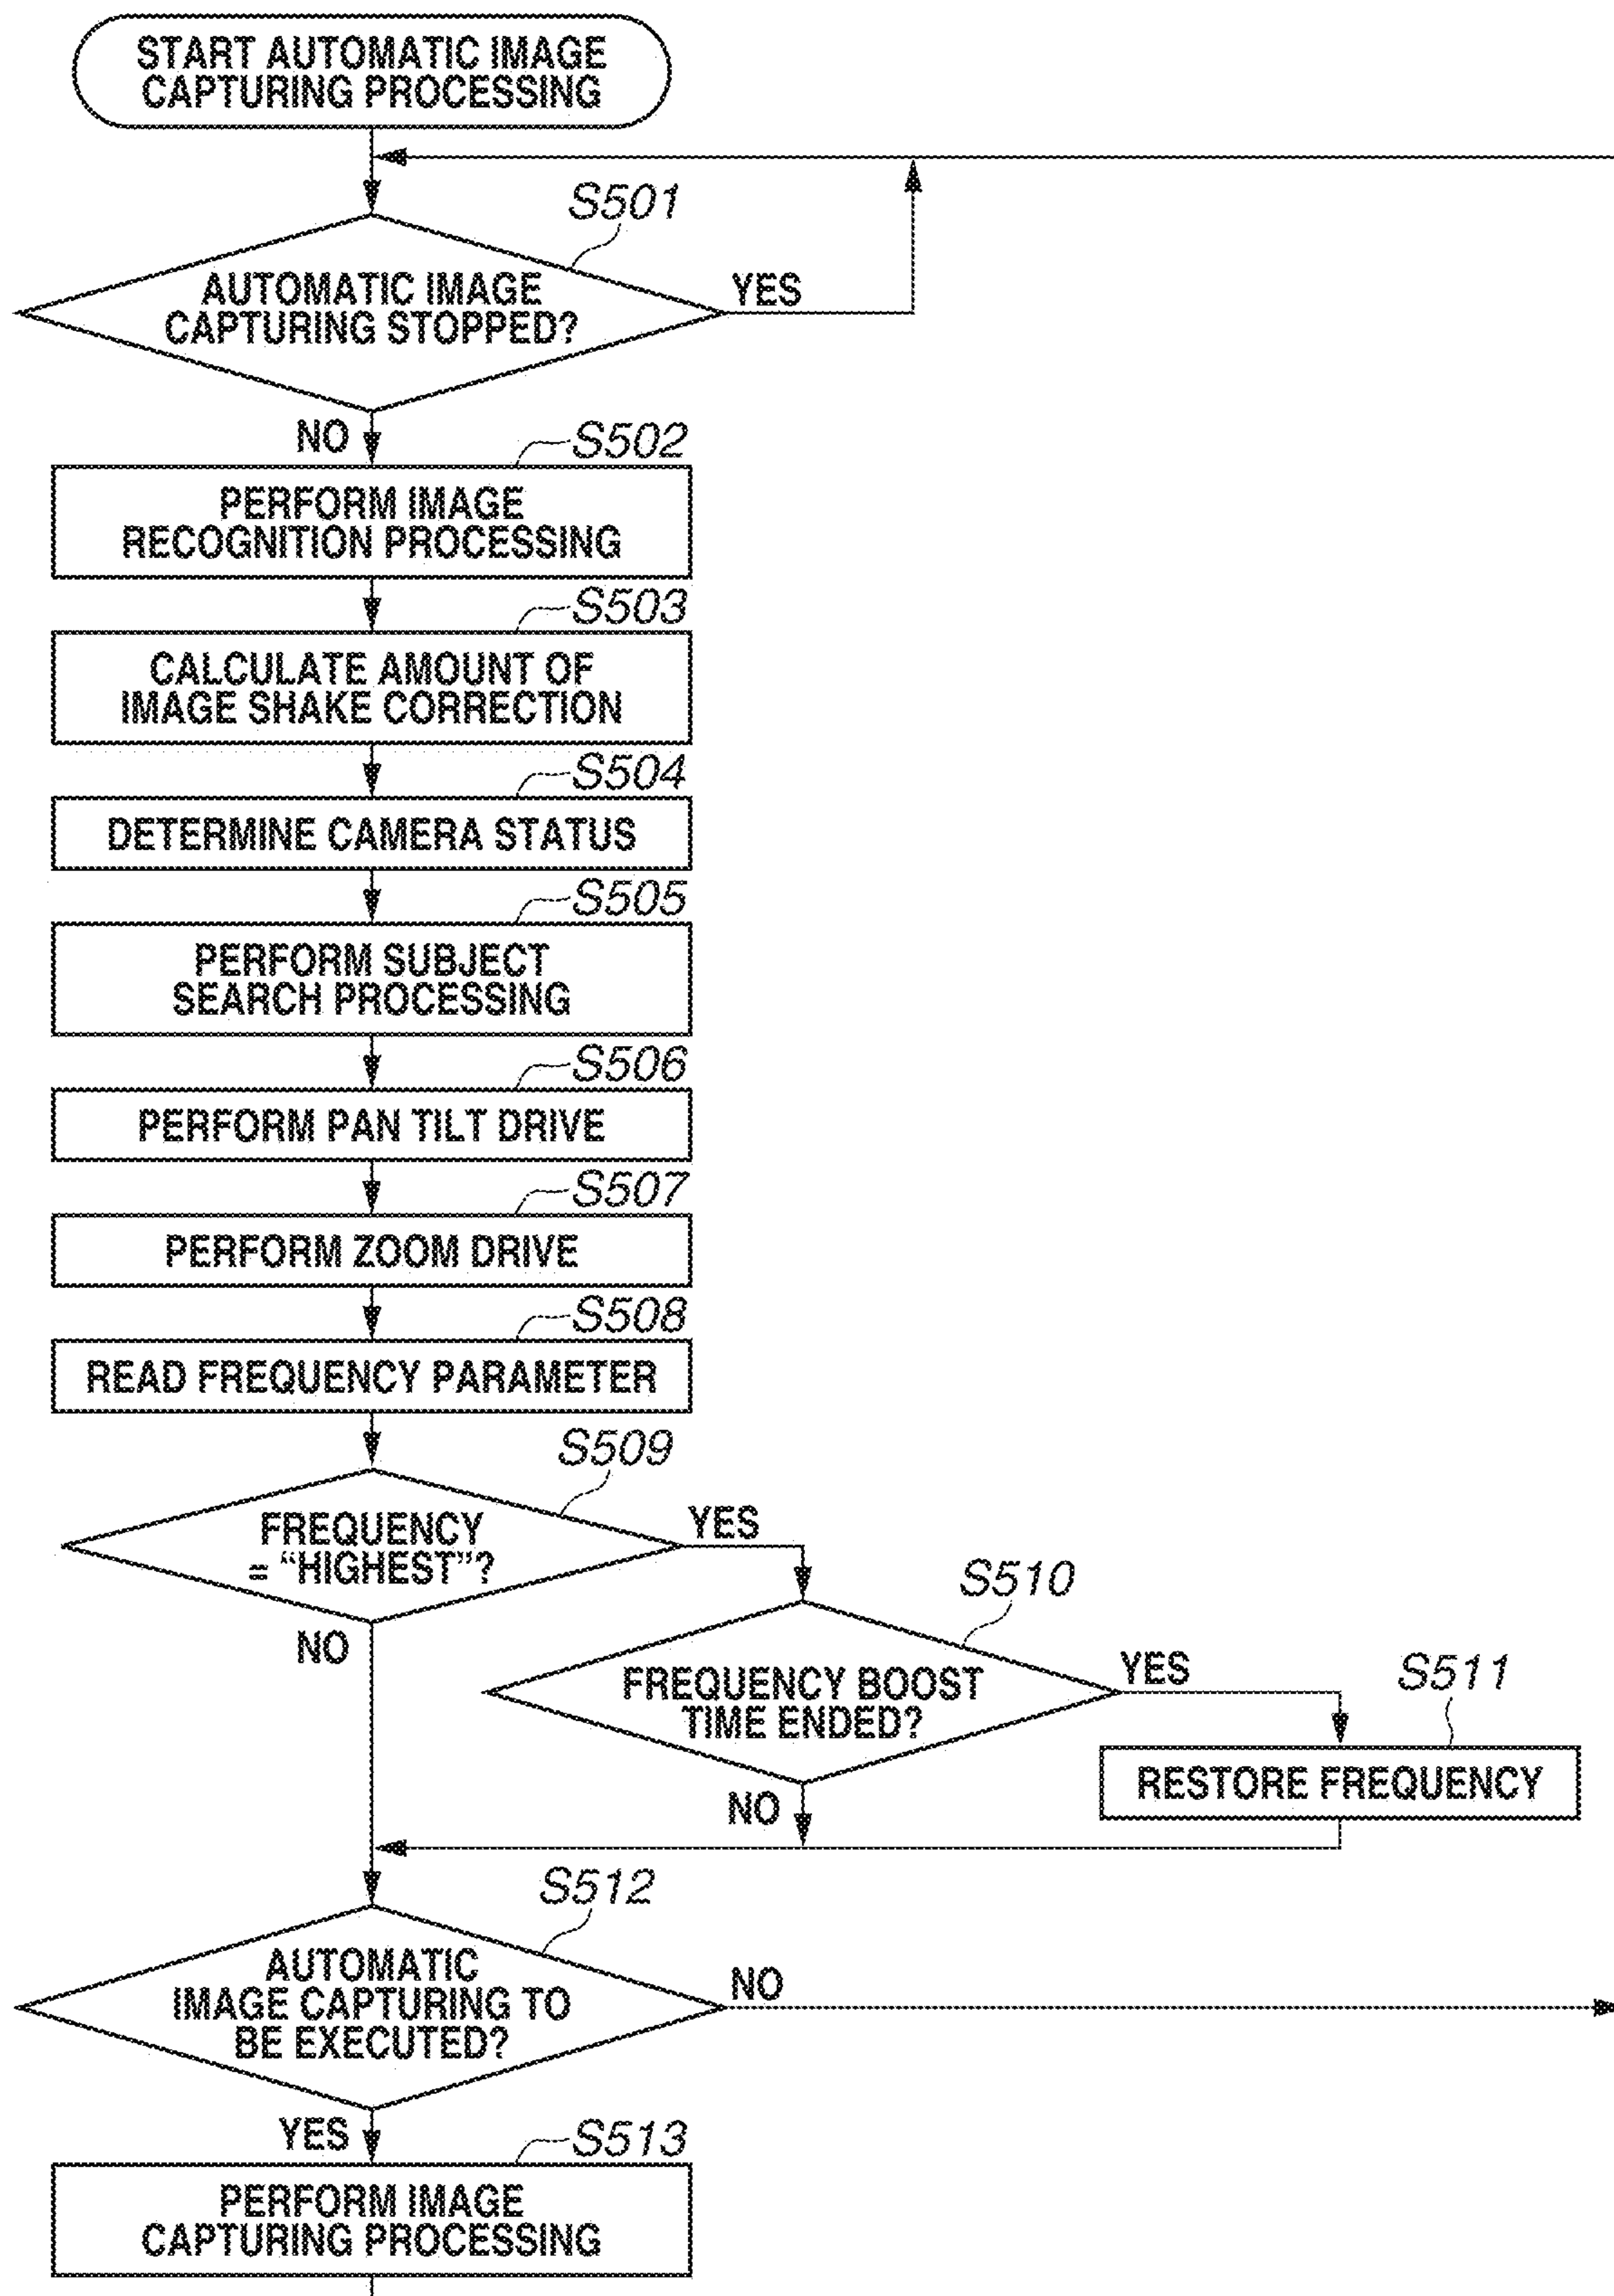 START AUTOMATIC IMAGE
CAPTURING PROCESSING
S501
AUTOMATIC IMAGE
CAPTURING STOPPED?
YES
NO
S502
PERFORM IMAGE
RECOGNITION PROCESSING
S503
CALCULATE AMOUNT OF
IMAGE SHAKE CORRECTION
S504
DETERMINE CAMERA STATUS
S505
PERFORM SUBJECT
SEARCH PROCESSING
S506
PERFORM PAN TILT DRIVE
S507
PERFORM ZOOM DRIVE
S508
READ FREQUENCY PARAMETER
S509
FREQUENCY
= “HIGHEST”?
YES
NO
S510
FREQUENCY BOOST
TIME ENDED?
YES
NO
S511
RESTORE FREQUENCY
S512
AUTOMATIC
IMAGE CAPTURING TO
BE EXECUTED?
NO
YES
S513
PERFORM IMAGE
CAPTURING PROCESSING